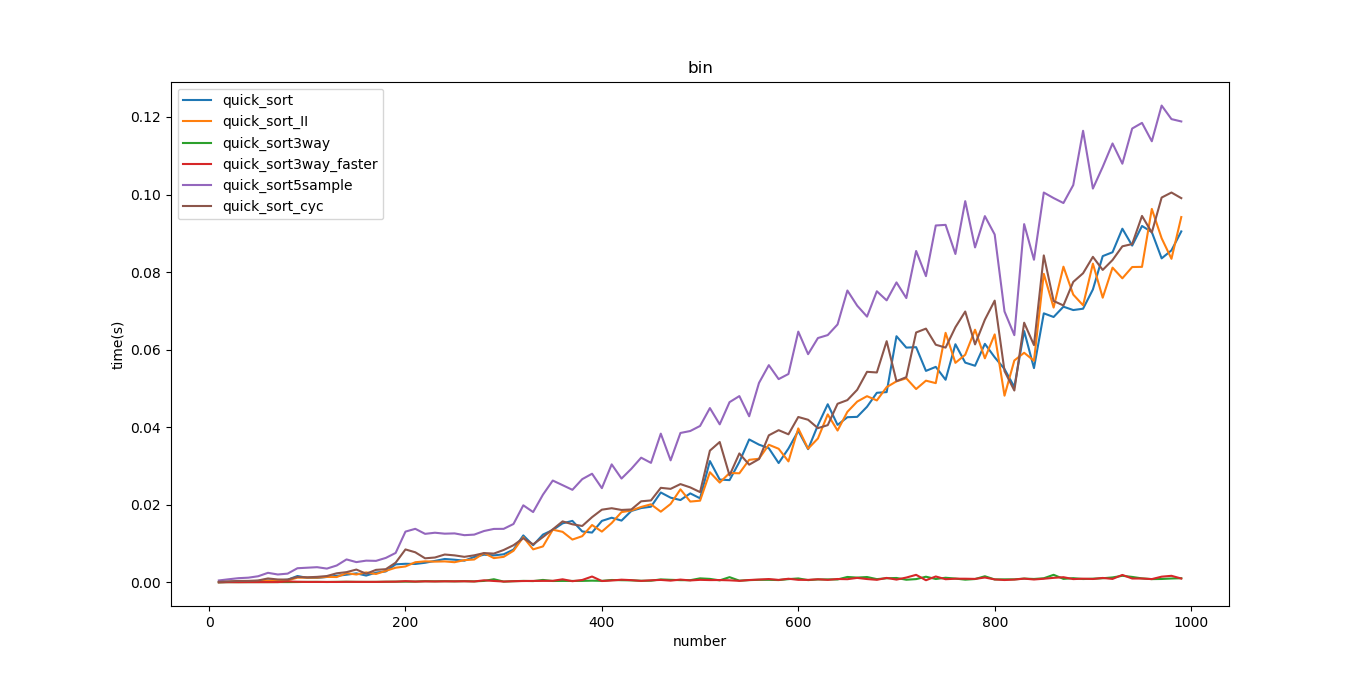 bin
quick_sort
quick_sort_II
quick_sort3way
quick_sort3way_faster
quick_sort5sample
quick_sort_cyc
time(s)
0.12
0.10
0.08
0.06
0.04
0.02
0.00
0 200 400 600 800 1000
number